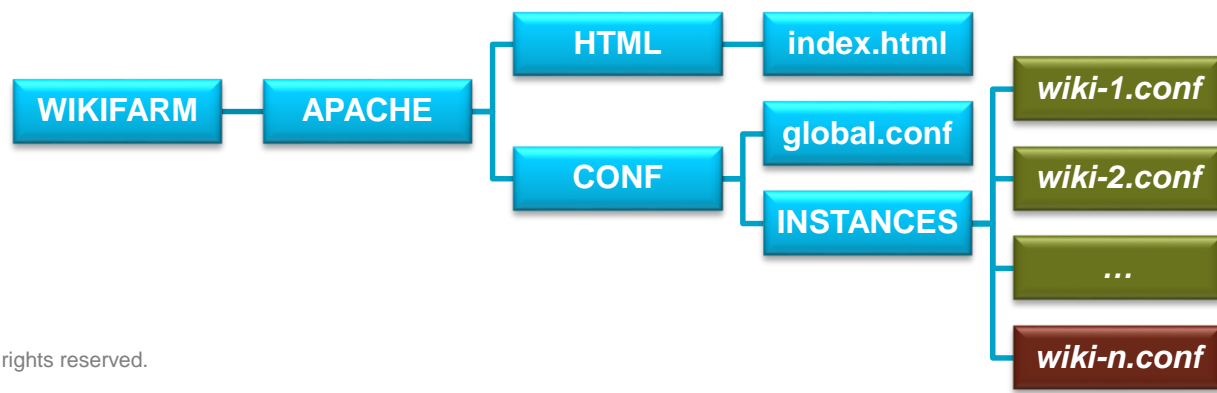 HTML
index.html
wiki-1.conf
WIKIFARM
APACHE
global.conf
CONF
wiki-2.conf
INSTANCES
...
wiki-n.conf
rights reserved.